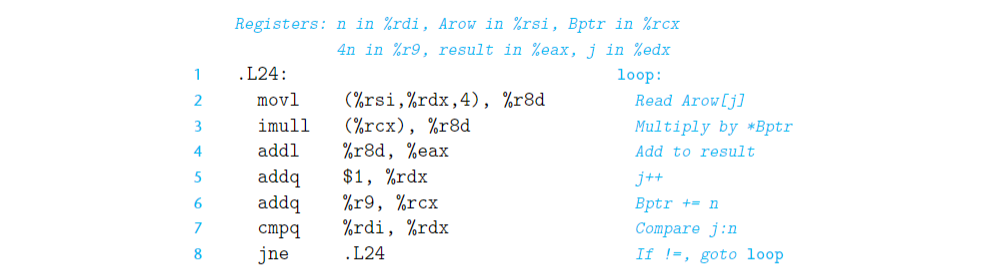 Registers: n in %rdi, Arow in %rsi, Bptr in %rcx
4n in %r9, result in %eax, j in %edx
1 .L24: loop:
2 movl (%rsi,%rdx,4), %r8d Read Arow[j]
3 imull (%rcx), %r8d Multiply by *Bptr
4 addl %r8d, %eax Add to result
5 addq $1, %rdx j++
6 addq %r9, %rcx Bptr += n
7 cmpq %rdi, %rdx Compare j:n
8 jne .L24 If !=, goto loop